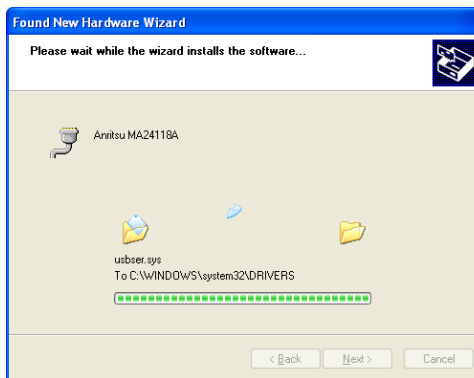 Found New Hardware Wizard
Please wait while the wizard installs the software...
Anritsu MA24118A
usbser.sys
To C:\WINDOWS\system32\DRIVERS
< Back Next > Cancel